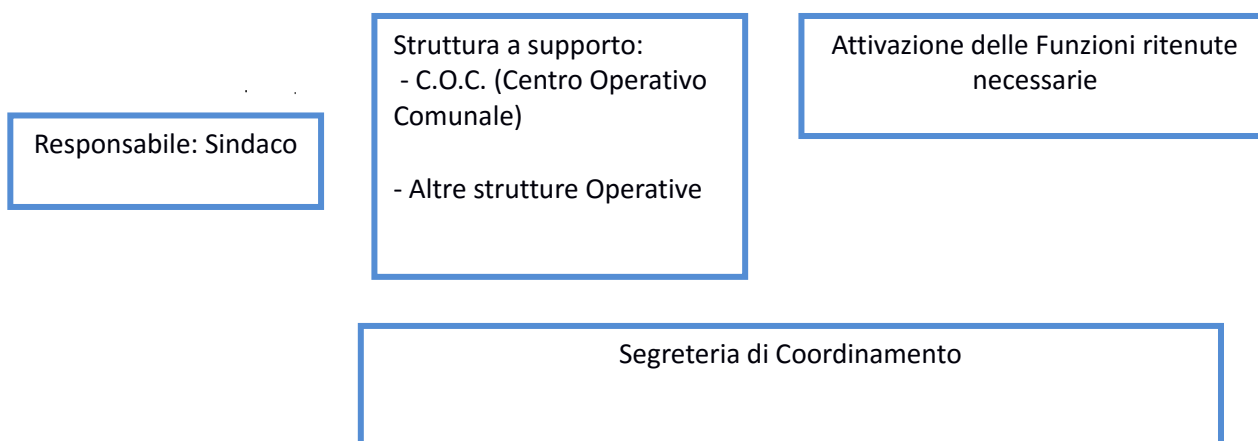 Responsabile: Sindaco
Struttura a supporto:
- C.O.C. (Centro Operativo
Comunale)
- Altre strutture Operative
Attivazione delle Funzioni ritenute
necessarie
Segreteria di Coordinamento